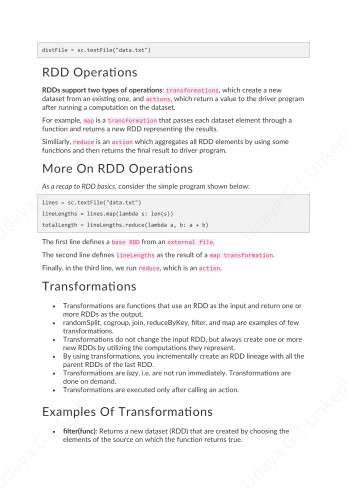 distFile = sc.textFile("data.txt")
RDD Operations
RDDs support two types of operations: transformations, which create a new
dataset from an existing one, and actions, which return a value to the driver program
after running a computation on the dataset.
For example, map is a transformation that passes each dataset element through a
function and returns a new RDD representing the results.
Similiarly, reduce is an action which aggregates all RDD elements by using some
functions and then returns the final result to driver program.
More On RDD Operations
As a recap to RDD basics, consider the simple program shown below:
lines = sc.textFile("data.txt")
lineLengths = lines.map(lambda s: len(s))
totalLength = lineLengths.reduce(lambda a, b: a + b)
The first line defines a base RDD from an external file.
The second line defines lineLengths as the result of a map transformation.
Finally, in the third line, we run reduce, which is an action.
Transformations
• Transformations are functions that use an RDD as the input and return one or
more RDDs as the output.
• randomSplit, cogroup, join, reduceByKey, filter, and map are examples of few
transformations.
• Transformations do not change the input RDD, but always create one or more
new RDDs by utilizing the computations they represent.
• By using transformations, you incrementally create an RDD lineage with all the
parent RDDs of the last RDD.
• Transformations are lazy, i.e. are not run immediately. Transformations are
done on demand.
• Transformations are executed only after calling an action.
Examples Of Transformations
• filter(func): Returns a new dataset (RDD) that are created by choosing the
elements of the source on which the function returns true.
Udaya G | LinkedI